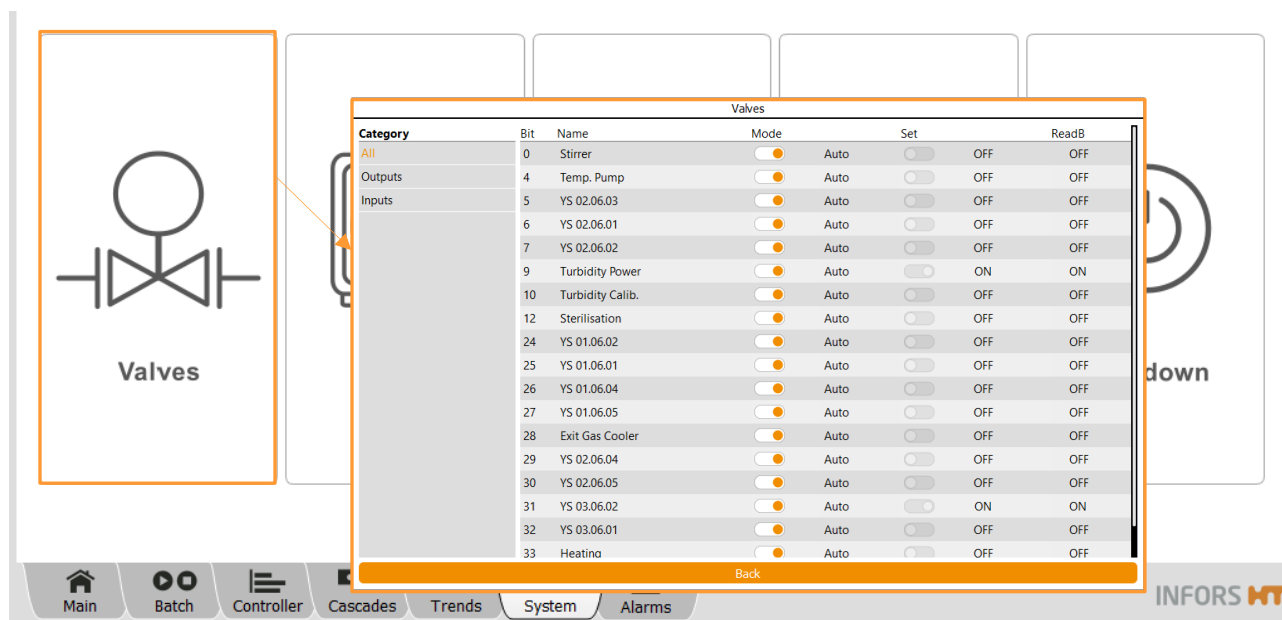 Valves
Category Bit Name Mode Set ReadB
All 0 Stirrer Auto OFF OFF
Outputs 4 Temp. Pump Auto OFF OFF
Inputs 5 YS 02.06.03 Auto OFF OFF
6 YS 02.06.01 Auto OFF OFF
7 YS 02.06.02 Auto OFF OFF
9 Turbidity Power Auto ON ON
10 Turbidity Calib. Auto OFF OFF
12 Sterilisation Auto OFF OFF
24 YS 01.06.02 Auto OFF OFF
25 YS 01.06.01 Auto OFF OFF
26 YS 01.06.04 Auto OFF OFF
27 YS 01.06.05 Auto OFF OFF
28 Exit Gas Cooler Auto OFF OFF
29 YS 02.06.04 Auto OFF OFF
30 YS 02.06.05 Auto OFF OFF
31 YS 03.06.02 Auto ON ON
32 YS 03.06.01 Auto OFF OFF
33 Heating Auto OFF OFF
Back
Valves
down
Main Batch Controller Cascades Trends System Alarms
INFORS HT